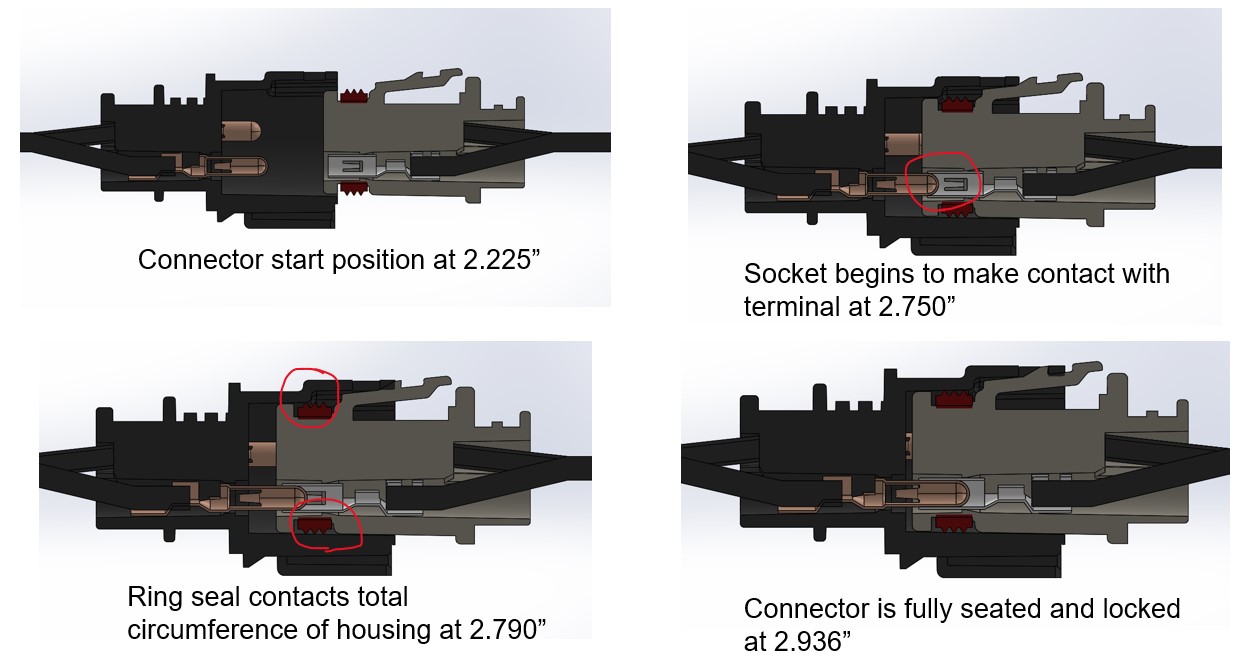 Connector start position at 2.225”
Socket begins to make contact with
terminal at 2.750”
Ring seal contacts total
circumference of housing at 2.790”
Connector is fully seated and locked
at 2.936”